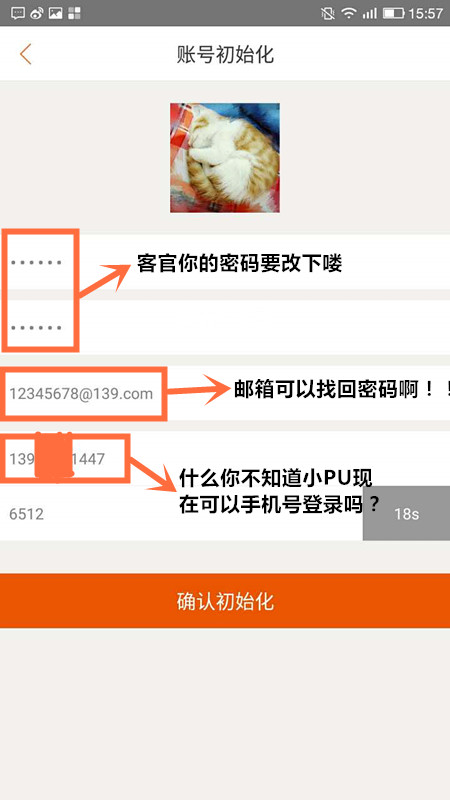 15:57
账号初始化
••••••
客官你的密码要改下喽
••••••
12345678@139.com
邮箱可以找回密码啊！！
139 1447
什么你不知道小PU现
在可以手机号登录吗？
6512
18s
确认初始化